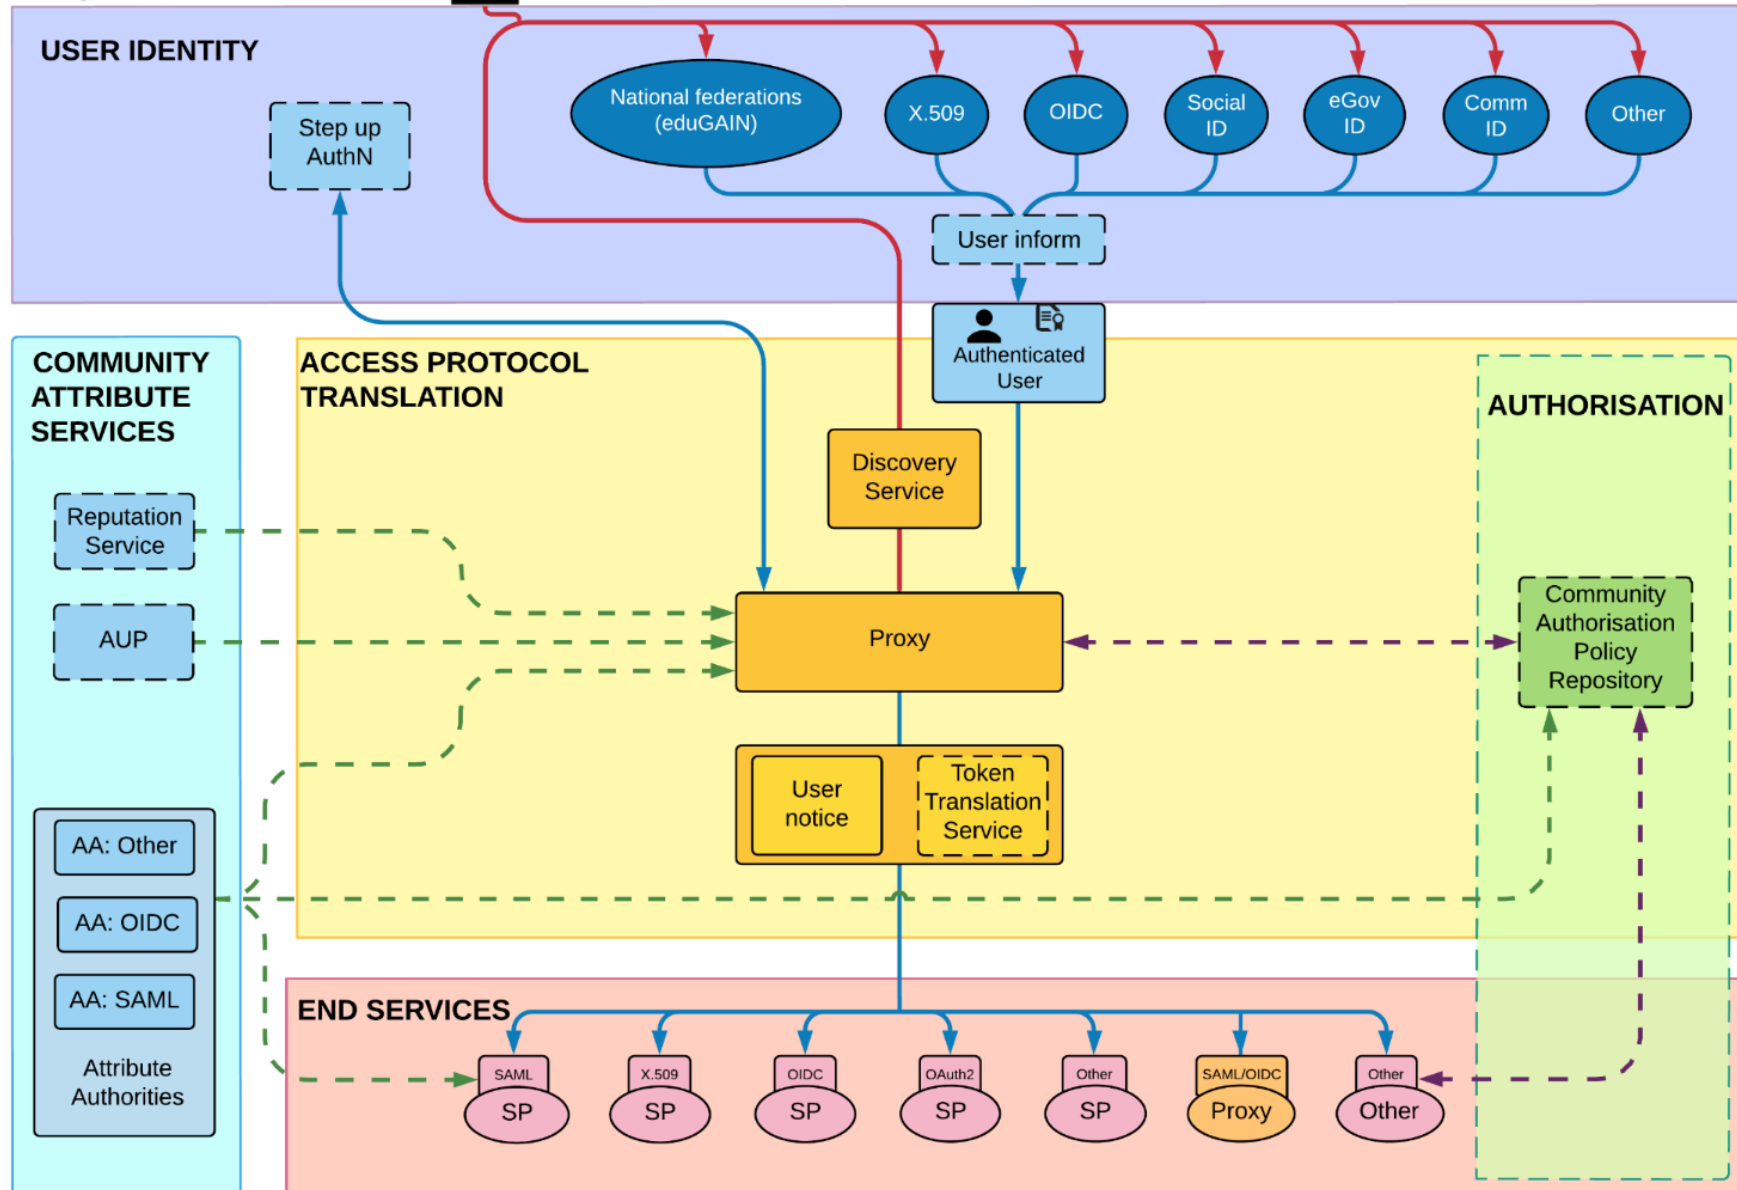 USER IDENTITY
National federations
(eduGAIN)
X.509
OIDC
Social
ID
eGov
ID
Comm
ID
Other
Step up
AuthN
User inform
Authenticated
User
COMMUNITY
ATTRIBUTE
SERVICES
ACCESS PROTOCOL
TRANSLATION
AUTHORISATION
Discovery
Service
Reputation
Service
AUP
Proxy
Community
Authorisation
Policy
Repository
User
notice
Token
Translation
Service
AA: Other
AA: OIDC
AA: SAML
Attribute
Authorities
END SERVICES
SAML
SP
X.509
SP
OIDC
SP
OAuth2
SP
Other
SP
SAML/OIDC
Proxy
Other
Other